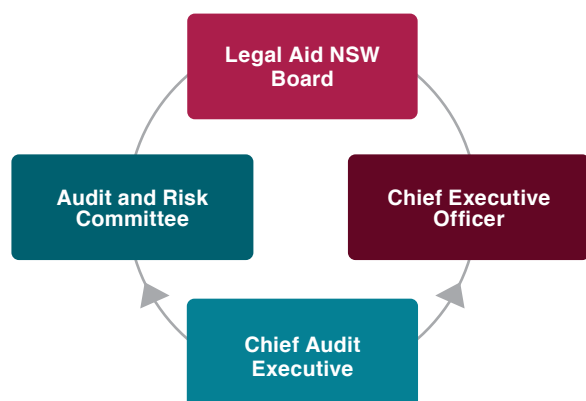 Legal Aid NSW
Board
Audit and Risk
Committee
Chief Executive
Officer
Chief Audit
Executive